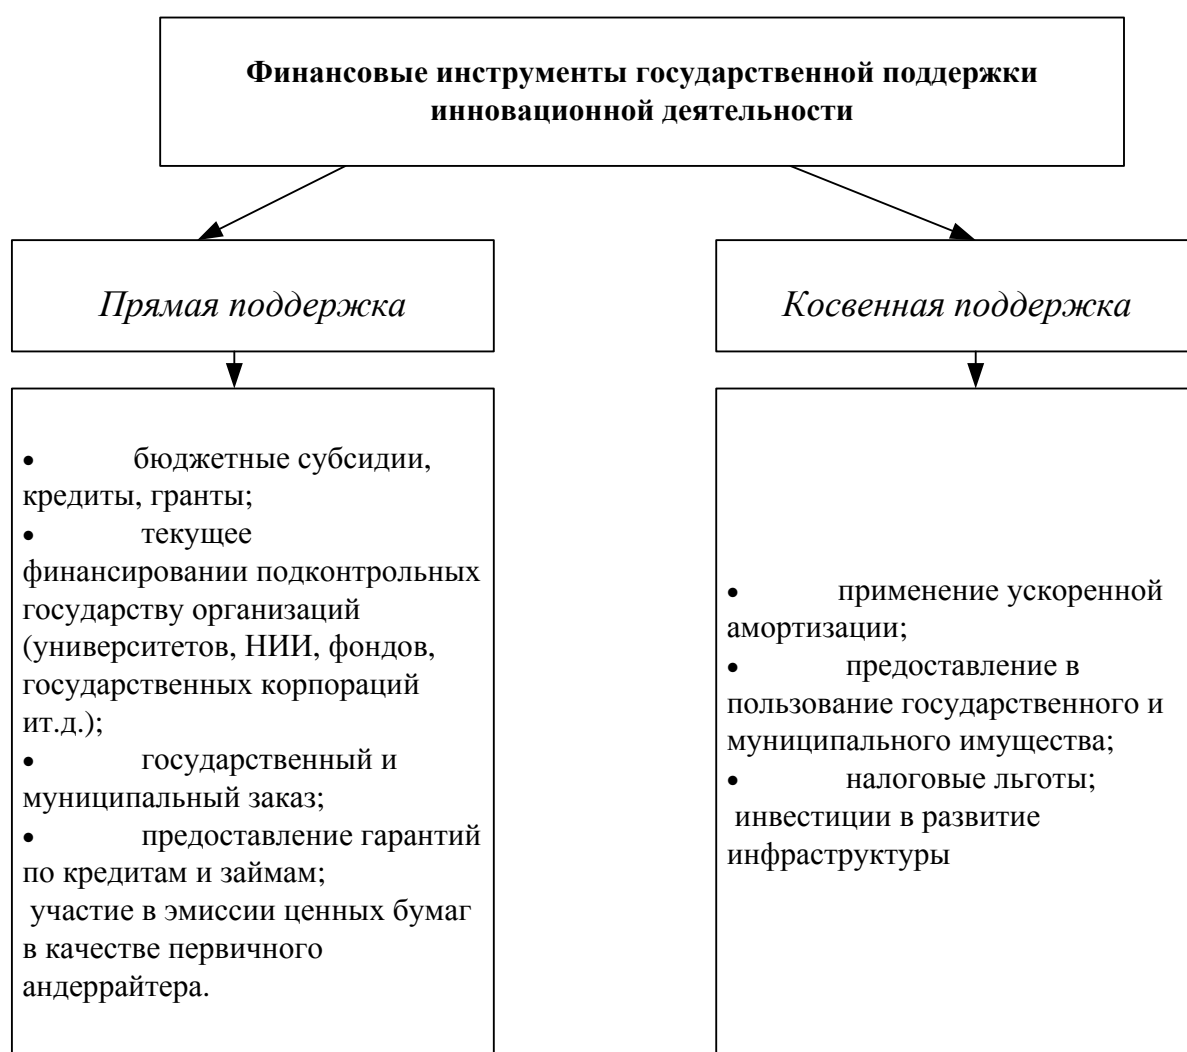 Финансовые инструменты государственной поддержки
инновационной деятельности
Прямая поддержка
Косвенная поддержка
• бюджетные субсидии,
кредиты, гранты;
• текущее
финансировании подконтрольных
государству организаций
(университетов, НИИ, фондов,
государственных корпораций
ит.д.);
• государственный и
муниципальный заказ;
• предоставление гарантий
по кредитам и займам;
участие в эмиссии ценных бумаг
в качестве первичного
андеррайтера.
• применение ускоренной
амортизации;
• предоставление в
пользование государственного и
муниципального имущества;
• налоговые льготы;
инвестиции в развитие
инфраструктуры